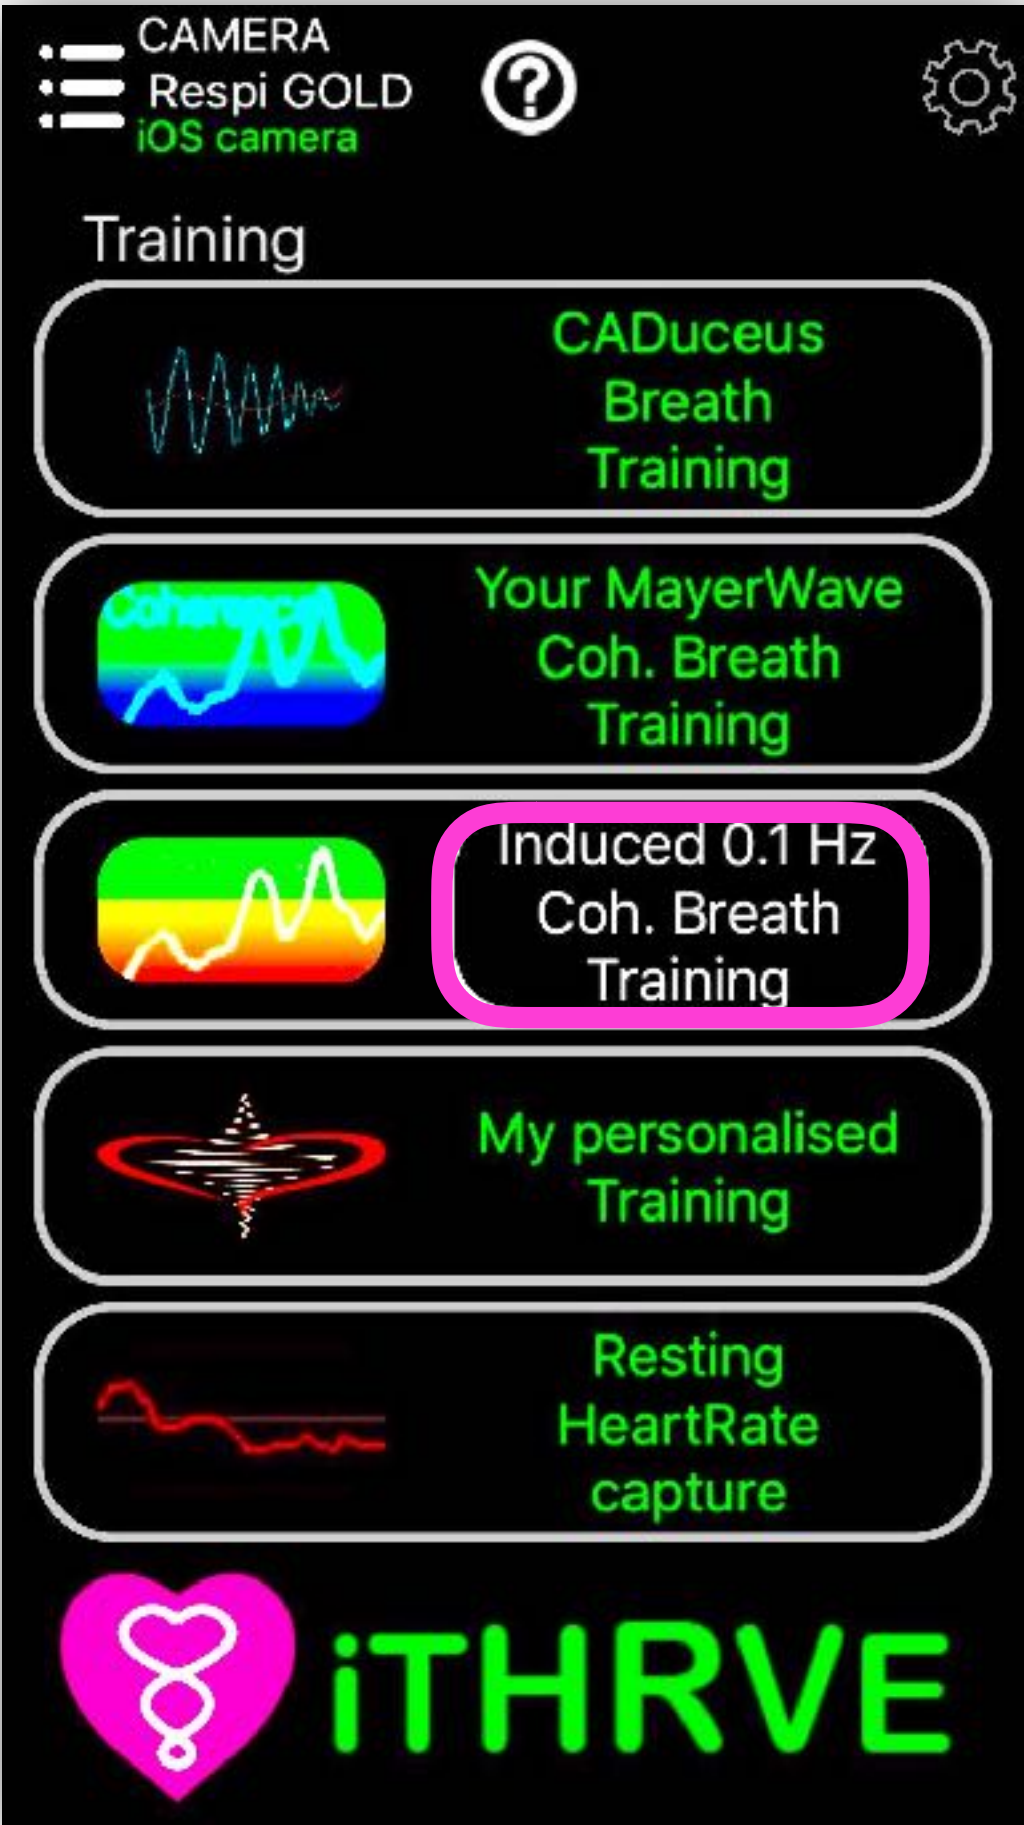 CAMERA
Respi GOLD
iOS camera
Training
CADuceus
Breath
Training
Coherence
Your MayerWave
Coh. Breath
Training
Induced 0.1 Hz
Coh. Breath
Training
My personalised
Training
Resting
HeartRate
capture
iTHRVE